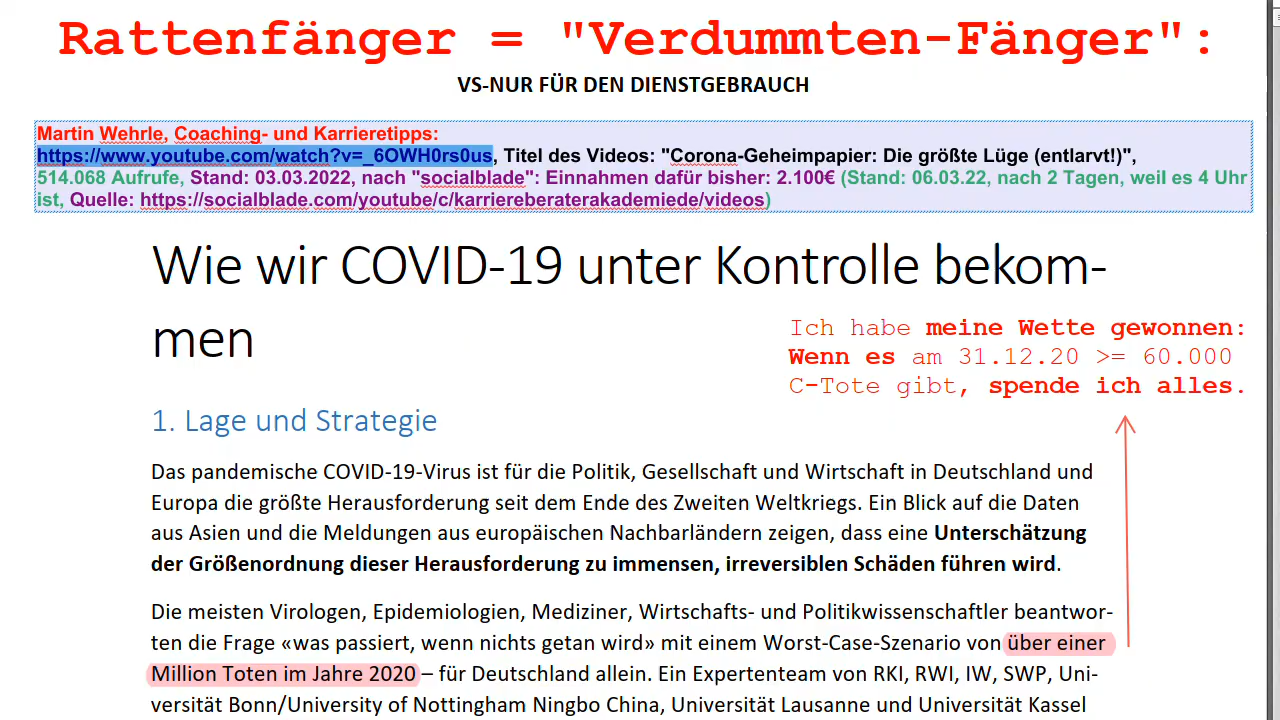 Rattenfänger = "Verdummten-Fänger":
VS-NUR FÜR DEN DIENSTGEBRAUCH
Martin Wehrle, Coaching- und Karrieretipps:
https://www.youtube.com/watch?v=_6OWH0rs0us, Titel des Videos: "Corona-Geheimpapier: Die größte Lüge (entlarvt!)",
514.068 Aufrufe, Stand: 03.03.2022, nach "socialblade": Einnahmen dafür bisher: 2.100€ (Stand: 06.03.22, nach 2 Tagen, weil es 4 Uhr
ist, Quelle: https://socialblade.com/youtube/c/karriereberaterakademiede/videos)
Wie wir COVID-19 unter Kontrolle bekom-
men
Ich habe meine Wette gewonnen:
Wenn es am 31.12.20 >= 60.000
C-Tote gibt, spende ich alles.
1. Lage und Strategie
Das pandemische COVID-19-Virus ist für die Politik, Gesellschaft und Wirtschaft in Deutschland und
Europa die größte Herausforderung seit dem Ende des Zweiten Weltkriegs. Ein Blick auf die Daten
aus Asien und die Meldungen aus europäischen Nachbarländern zeigen, dass eine Unterschätzung
der Größenordnung dieser Herausforderung zu immensen, irreversiblen Schäden führen wird.
Die meisten Virologen, Epidemiologien, Mediziner, Wirtschafts- und Politikwissenschaftler beantwor-
ten die Frage «was passiert, wenn nichts getan wird» mit einem Worst-Case-Szenario von über einer
Million Toten im Jahre 2020 – für Deutschland allein. Ein Expertenteam von RKI, RWI, IW, SWP, Uni-
versität Bonn/University of Nottingham Ningbo China, Universität Lausanne und Universität Kassel